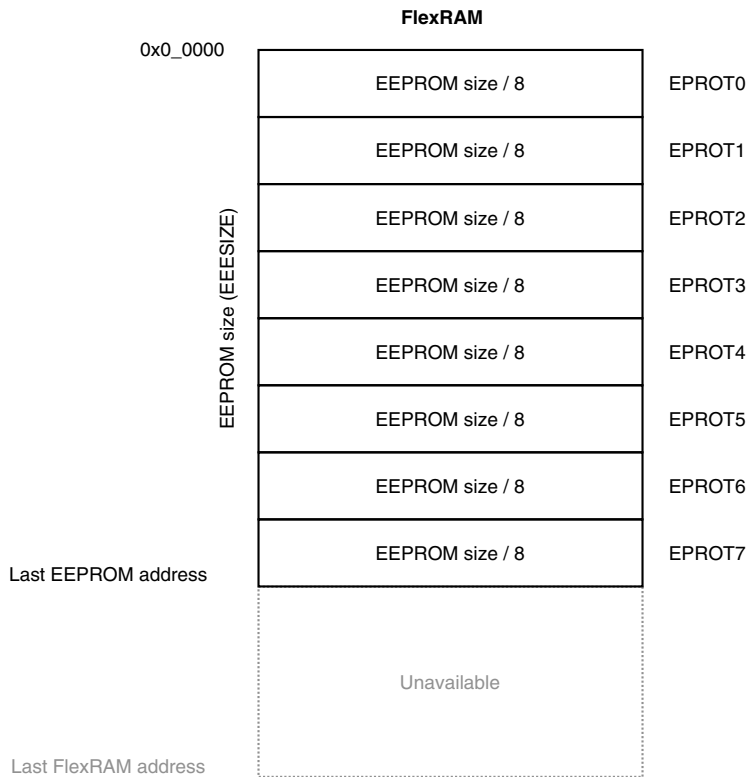 FlexRAM
0x0_0000
EEPROM size / 8 EPROT0
EEPROM size / 8 EPROT1
EEPROM size / 8 EPROT2
EEPROM size / 8 EPROT3
EEPROM size (EEESIZE)
EEPROM size / 8 EPROT4
EEPROM size / 8 EPROT5
EEPROM size / 8 EPROT6
EEPROM size / 8 EPROT7
Last EEPROM address
Unavailable
Last FlexRAM address